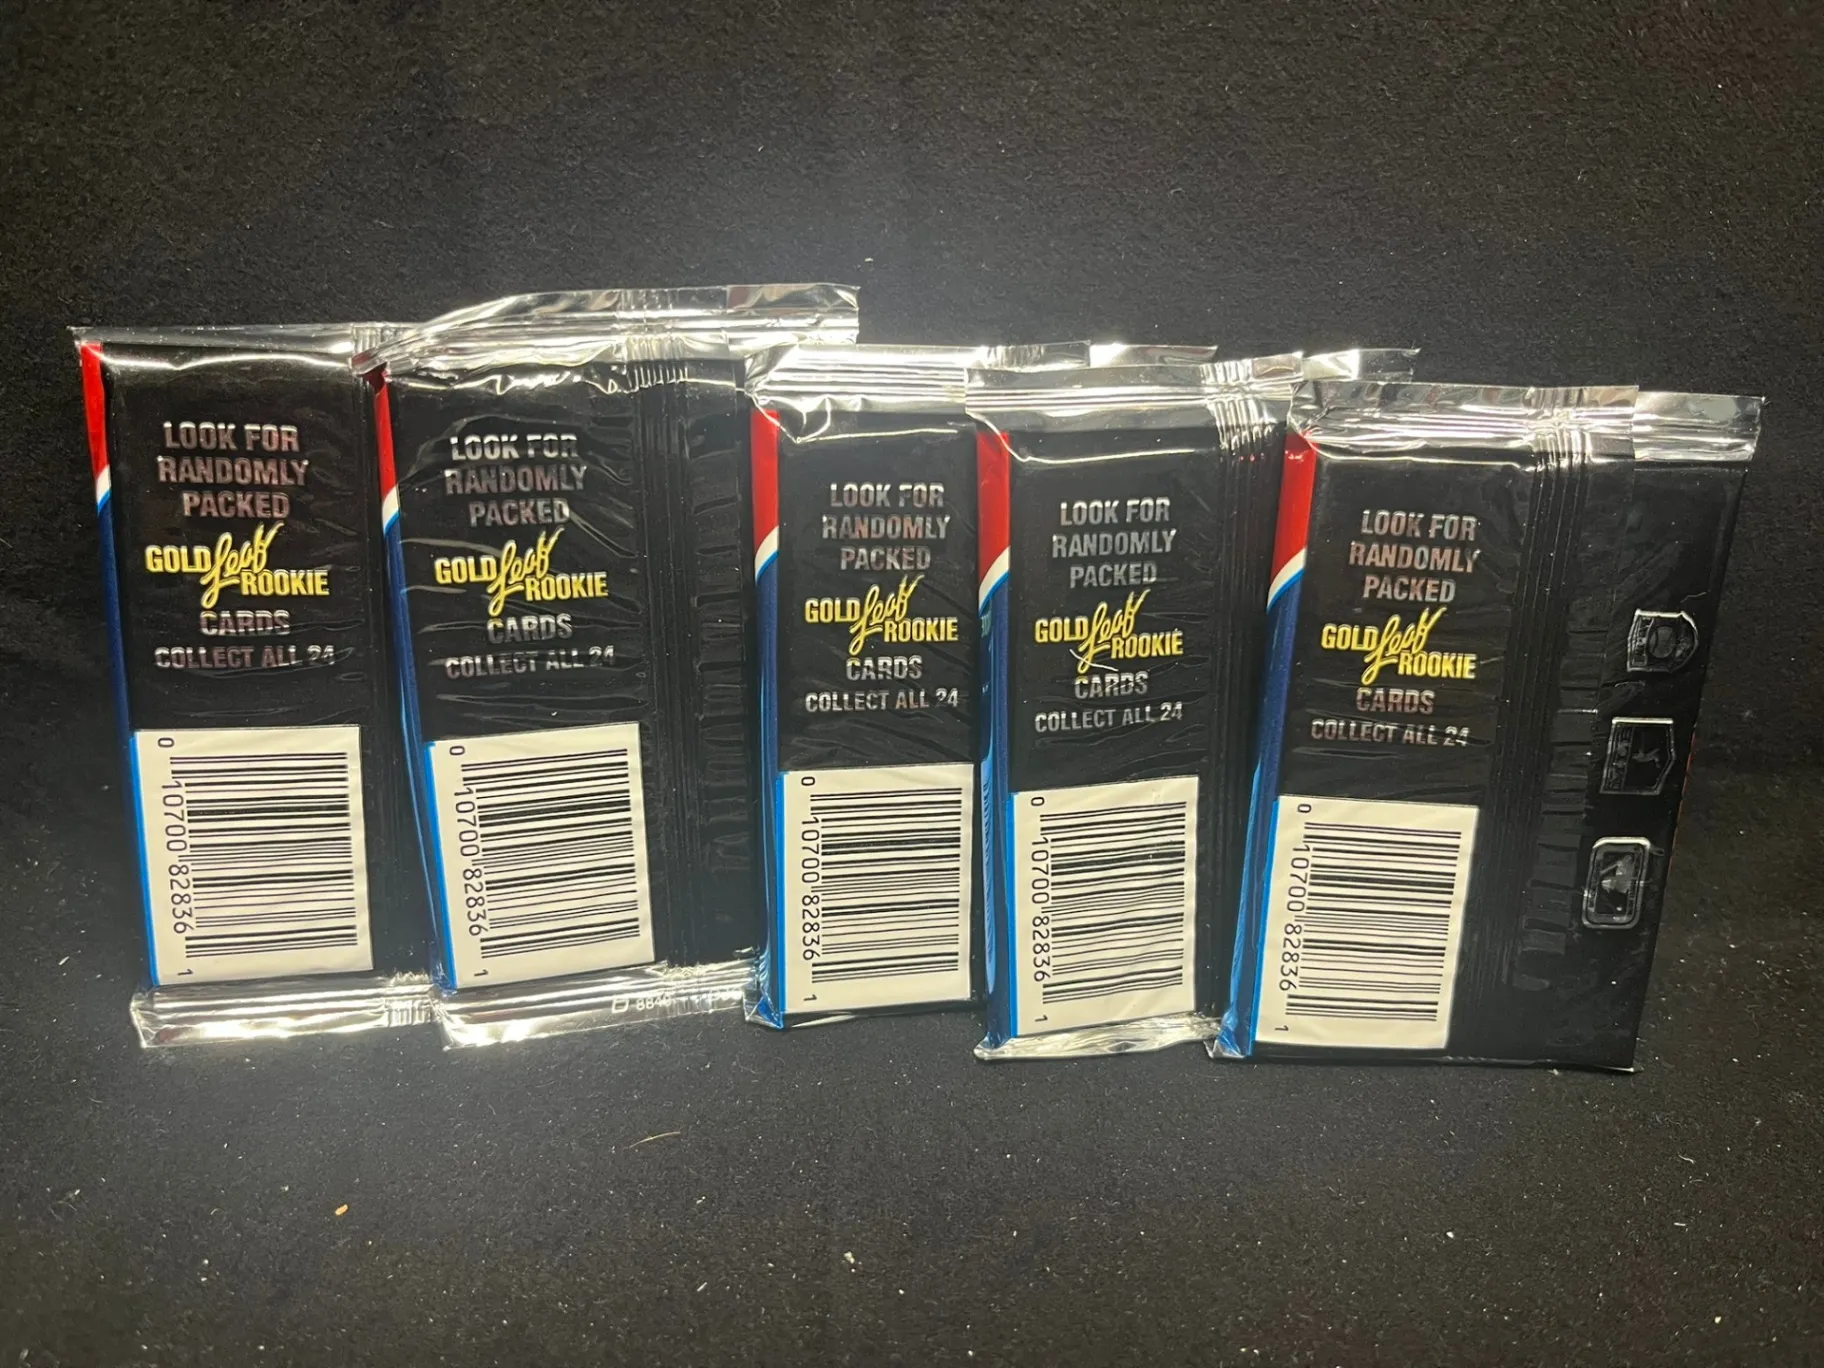 LOOK FOR
RANDOMLY
PACKED
GOLD Leaf ROOKIE
CARDS
COLLECT ALL 24
0 10700 82836 1
LOOK FOR
RANDOMLY
PACKED
GOLD Leaf ROOKIE
CARDS
COLLECT ALL 24
0 10700 82836 1
LOOK FOR
RANDOMLY
PACKED
GOLD Leaf ROOKIE
CARDS
COLLECT ALL 24
0 10700 82836 1
LOOK FOR
RANDOMLY
PACKED
GOLD Leaf ROOKIE
CARDS
COLLECT ALL 24
0 10700 82836 1
LOOK FOR
RANDOMLY
PACKED
GOLD Leaf ROOKIE
CARDS
COLLECT ALL 24
0 10700 82836 1